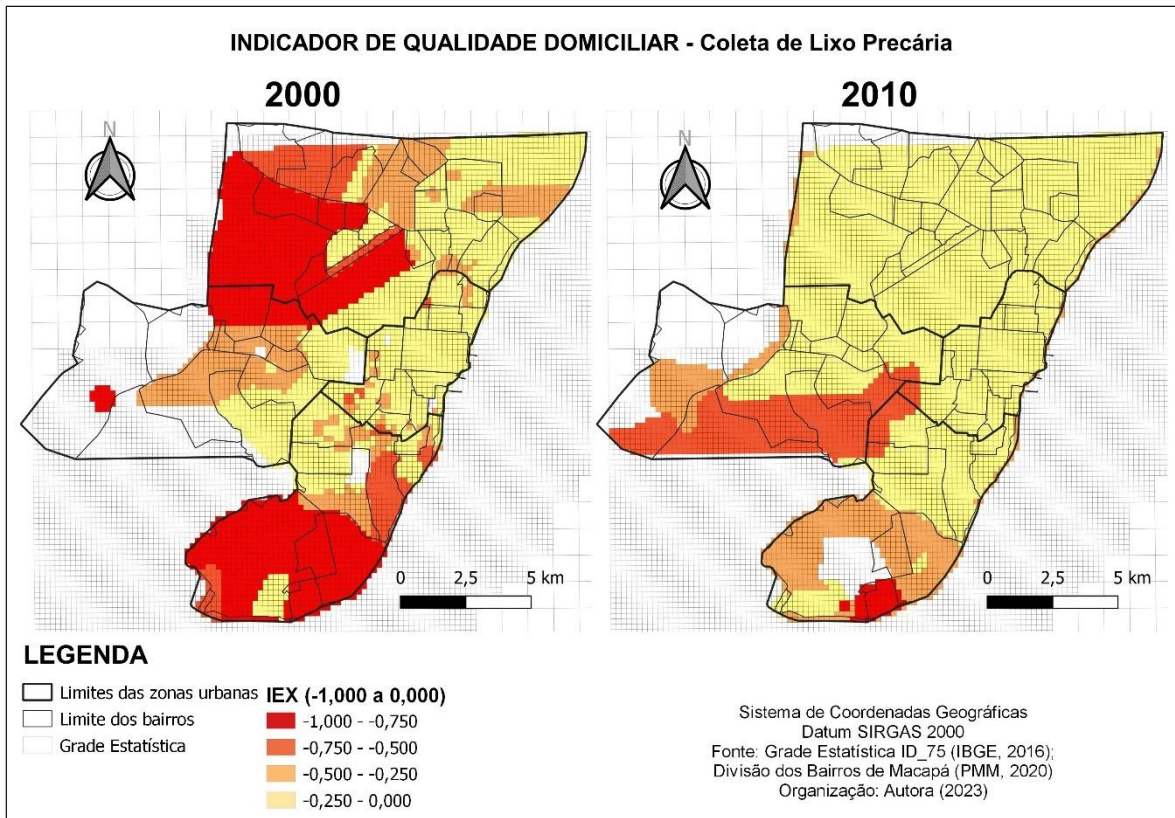 INDICADOR DE QUALIDADE DOMICILIAR - Coleta de Lixo Precária
2000
2010
N
N
0 2,5 5 km
0 2,5 5 km
LEGENDA
Limites das zonas urbanas
Limite dos bairros
Grade Estatística
IEX (-1,000 a 0,000)
-1,000 - -0,750
-0,750 - -0,500
-0,500 - -0,250
-0,250 - 0,000
Sistema de Coordenadas Geográficas
Datum SIRGAS 2000
Fonte: Grade Estatística ID_75 (IBGE, 2016);
Divisão dos Bairros de Macapá (PMM, 2020)
Organização: Autora (2023)